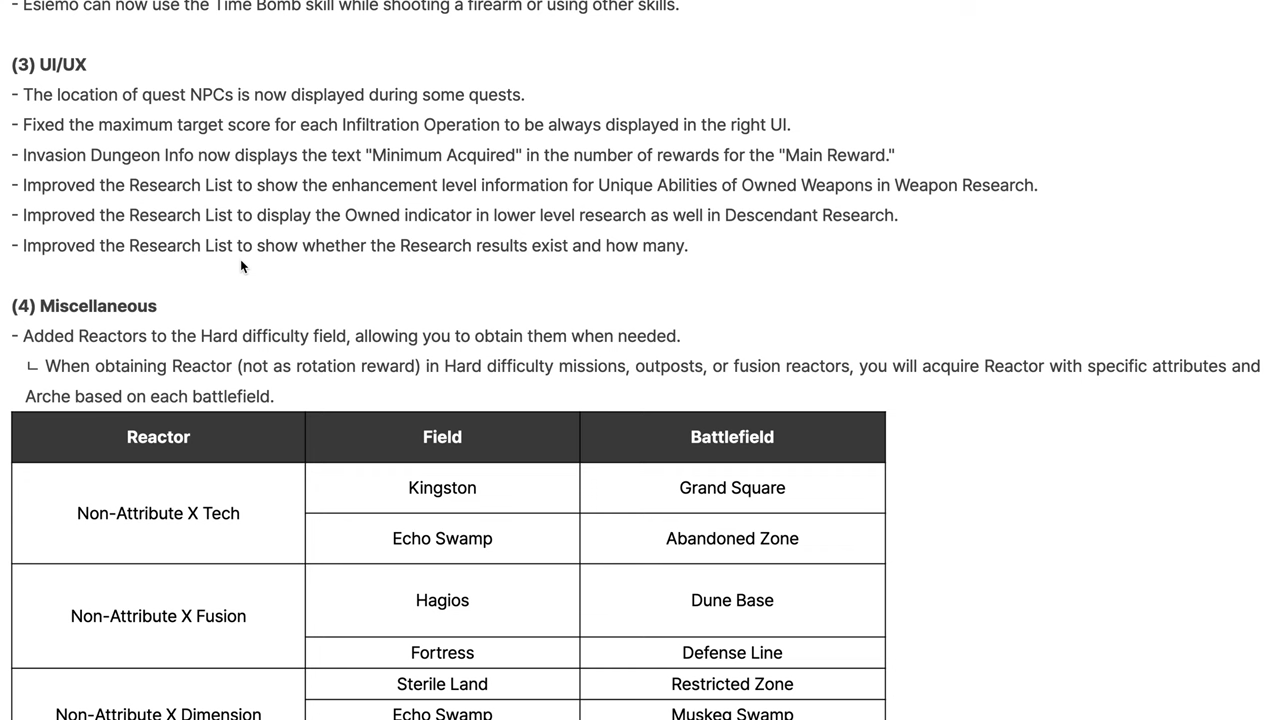 - Esiemo can now use the Time Bomb skill while shooting a firearm or using other skills.
(3) UI/UX
- The location of quest NPCs is now displayed during some quests.
- Fixed the maximum target score for each Infiltration Operation to be always displayed in the right UI.
- Invasion Dungeon Info now displays the text "Minimum Acquired" in the number of rewards for the "Main Reward."
- Improved the Research List to show the enhancement level information for Unique Abilities of Owned Weapons in Weapon Research.
- Improved the Research List to display the Owned indicator in lower level research as well in Descendant Research.
- Improved the Research List to show whether the Research results exist and how many.
(4) Miscellaneous
- Added Reactors to the Hard difficulty field, allowing you to obtain them when needed.
ㄴ When obtaining Reactor (not as rotation reward) in Hard difficulty missions, outposts, or fusion reactors, you will acquire Reactor with specific attributes and
Arche based on each battlefield.
Reactor Field Battlefield
Non-Attribute X Tech
Kingston Grand Square
Echo Swamp Abandoned Zone
Non-Attribute X Fusion
Hagios Dune Base
Fortress Defense Line
Non-Attribute X Dimension
Sterile Land Restricted Zone
Echo Swamp Muskeg Swamp